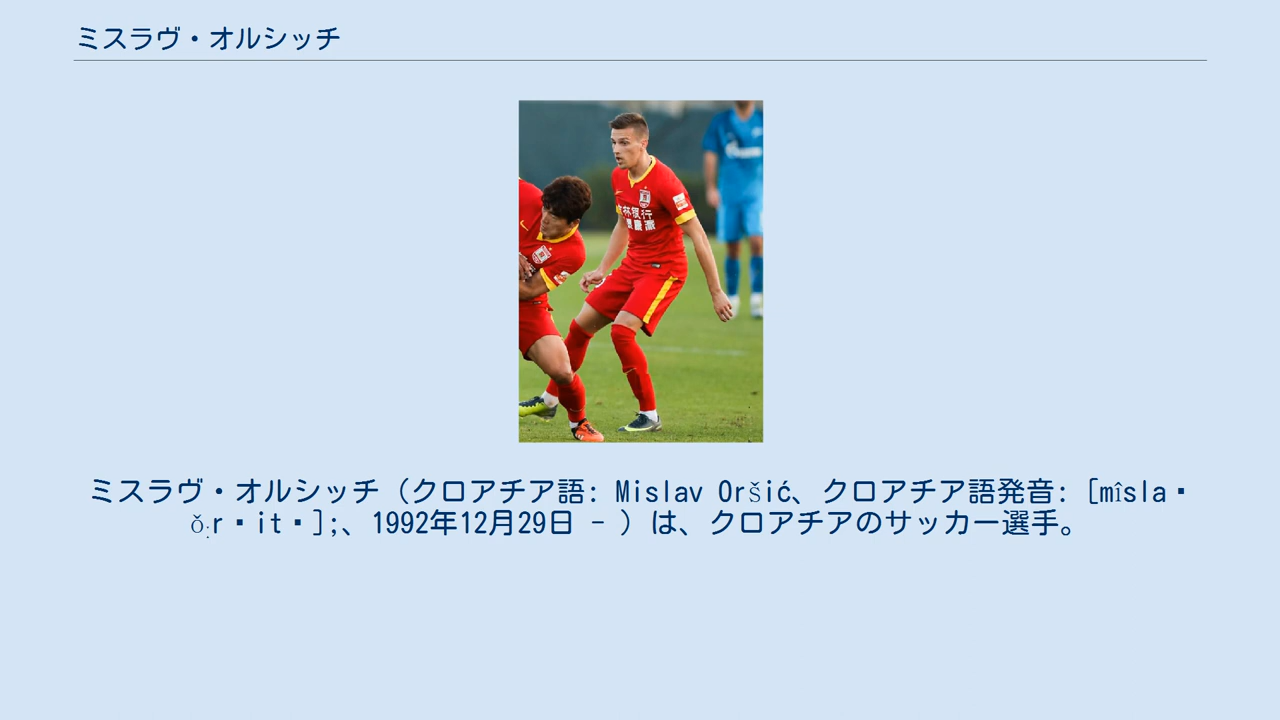 ミスラヴ・オルシッチ
ミスラヴ・オルシッチ（クロアチア語: Mislav Oršić、クロアチア語発音: [mîsla
ǒːr it ];、1992年12月29日 - ）は、クロアチアのサッカー選手。